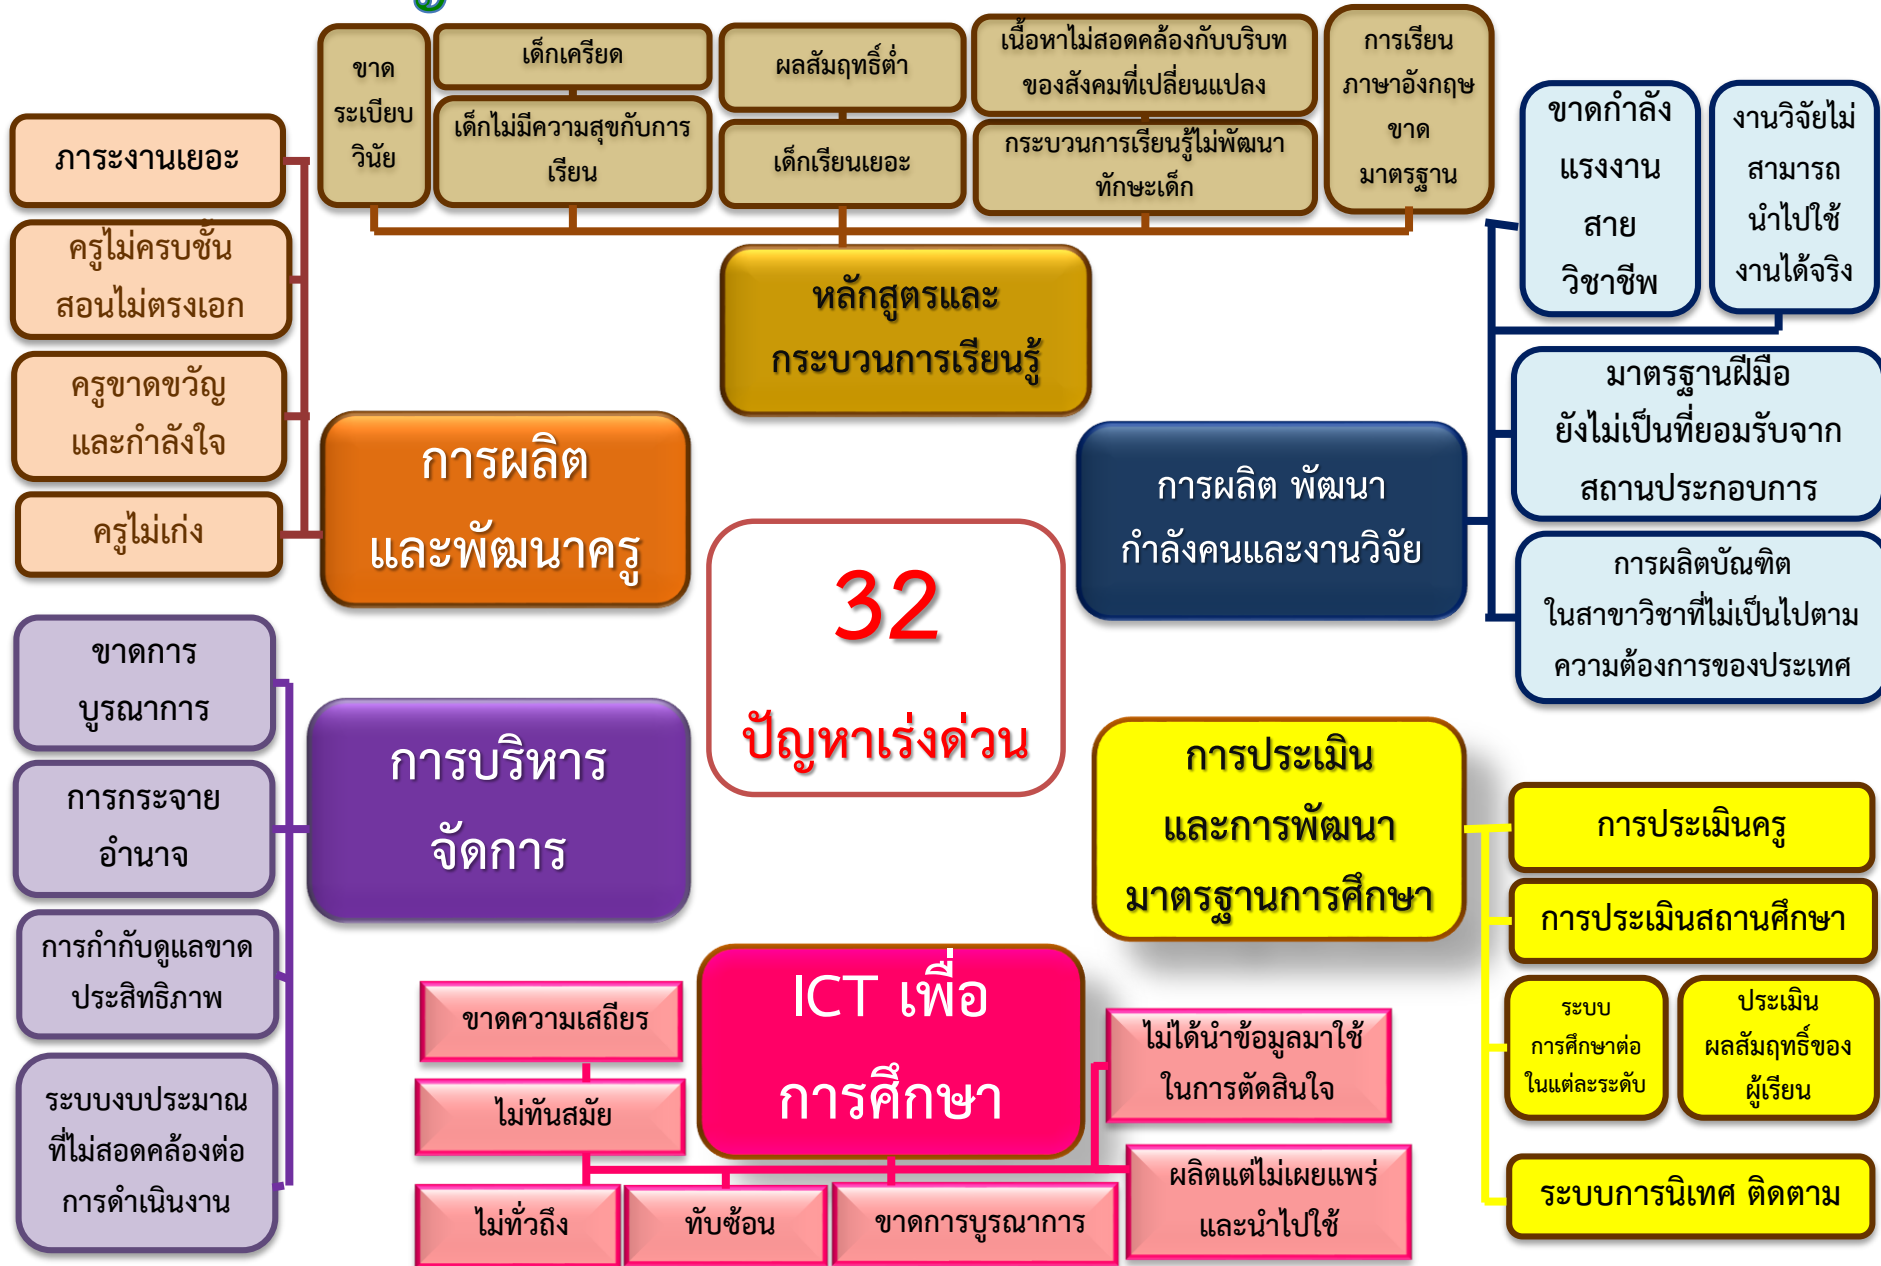 ขาด
ระเบียบ
วินัย
เด็กเครียด
เด็กไม่มีความสุขกับการ
เรียน
ผลสัมฤทธิ์ต่ำ
เด็กเรียนเยอะ
เนื้อหาไม่สอดคล้องกับบริบท
ของสังคมที่เปลี่ยนแปลง
กระบวนการเรียนรู้ไม่พัฒนา
ทักษะเด็ก
การเรียน
ภาษาอังกฤษ
ขาด
มาตรฐาน
หลักสูตรและ
กระบวนการเรียนรู้
ภาระงานเยอะ
ครูไม่ครบชั้น
สอนไม่ตรงเอก
ครูขาดขวัญ
และกำลังใจ
ครูไม่เก่ง
การผลิต
และพัฒนาครู
ขาดกำลัง
แรงงาน
สาย
วิชาชีพ
งานวิจัยไม่
สามารถ
นำไปใช้
งานได้จริง
มาตรฐานฝีมือ
ยังไม่เป็นที่ยอมรับจาก
สถานประกอบการ
การผลิตบัณฑิต
ในสาขาวิชาที่ไม่เป็นไปตาม
ความต้องการของประเทศ
การผลิต พัฒนา
กำลังคนและงานวิจัย
32
ปัญหาเร่งด่วน
ขาดการ
บูรณาการ
การกระจาย
อำนาจ
การกำกับดูแลขาด
ประสิทธิภาพ
ระบบงบประมาณ
ที่ไม่สอดคล้องต่อ
การดำเนินงาน
การบริหาร
จัดการ
การประเมิน
และการพัฒนา
มาตรฐานการศึกษา
การประเมินครู
การประเมินสถานศึกษา
ระบบ
การศึกษาต่อ
ในแต่ละระดับ
ประเมิน
ผลสัมฤทธิ์ของ
ผู้เรียน
ระบบการนิเทศ ติดตาม
ICT เพื่อ
การศึกษา
ขาดความเสถียร
ไม่ทันสมัย
ไม่ทั่วถึง
ทับซ้อน
ขาดการบูรณาการ
ไม่ได้นำข้อมูลมาใช้
ในการตัดสินใจ
ผลิตแต่ไม่เผยแพร่
และนำไปใช้